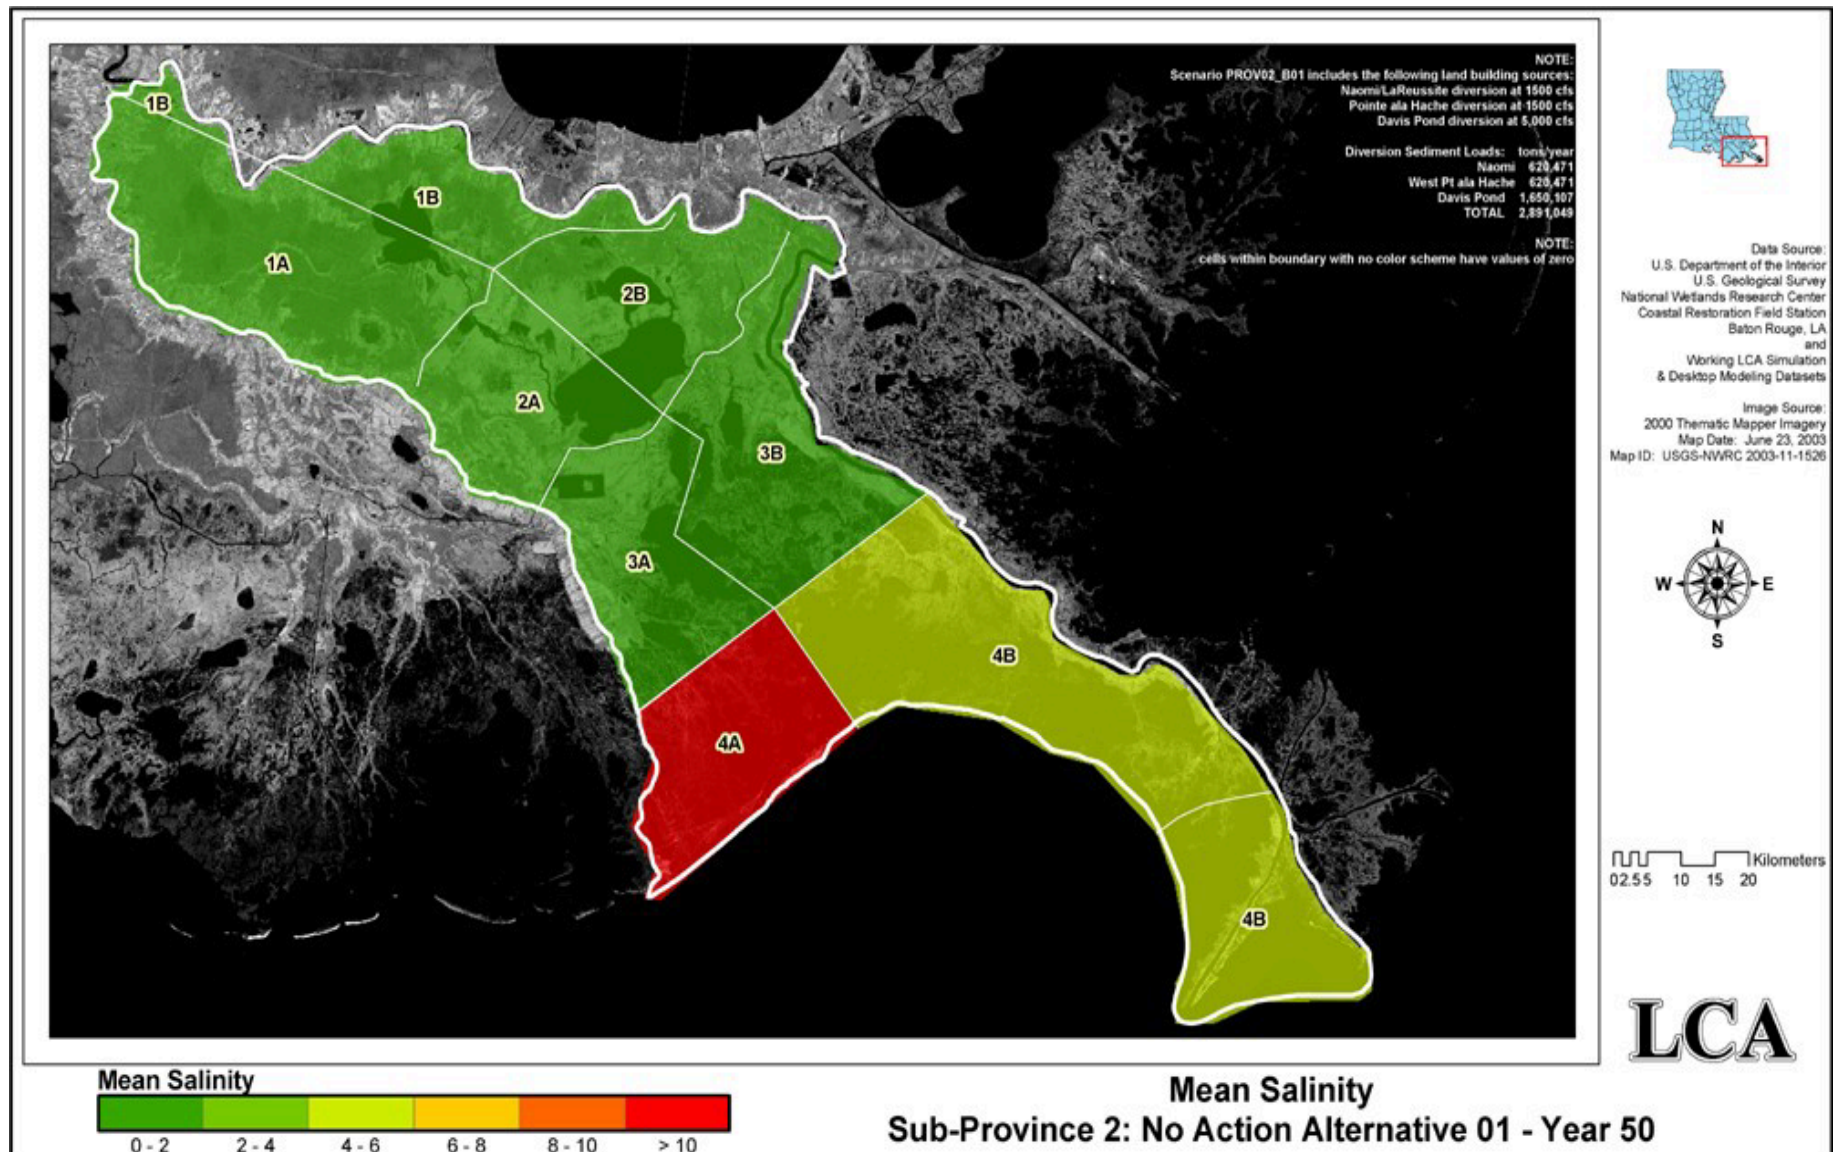 NOTE:
Scenario PROV02_B01 includes the following land building sources:
Naomi/LaReussite diversion at 1500 cfs
Pointe ala Hache diversion at 1500 cfs
Davis Pond diversion at 5,000 cfs
Diversion Sediment Loads: tons/year
Naomi 620,471
West Pt ala Hache 620,471
Davis Pond 1,650,107
TOTAL 2,891,049
NOTE:
cells within boundary with no color scheme have values of zero
1B
1B
1A
2B
2A
3B
3A
4B
4A
4B
Data Source:
U.S. Department of the Interior
U.S. Geological Survey
National Wetlands Research Center
Coastal Restoration Field Station
Baton Rouge, LA
and
Working LCA Simulation
& Desktop Modeling Datasets
Image Source:
2000 Thematic Mapper Imagery
Map Date: June 23, 2003
Map ID: USGS-NWRC 2003-11-1526
N
W E
S
Kilometers
0 2.5 5 10 15 20
LCA
Mean Salinity
0 - 2 2 - 4 4 - 6 6 - 8 8 - 10 > 10
Mean Salinity
Sub-Province 2: No Action Alternative 01 - Year 50